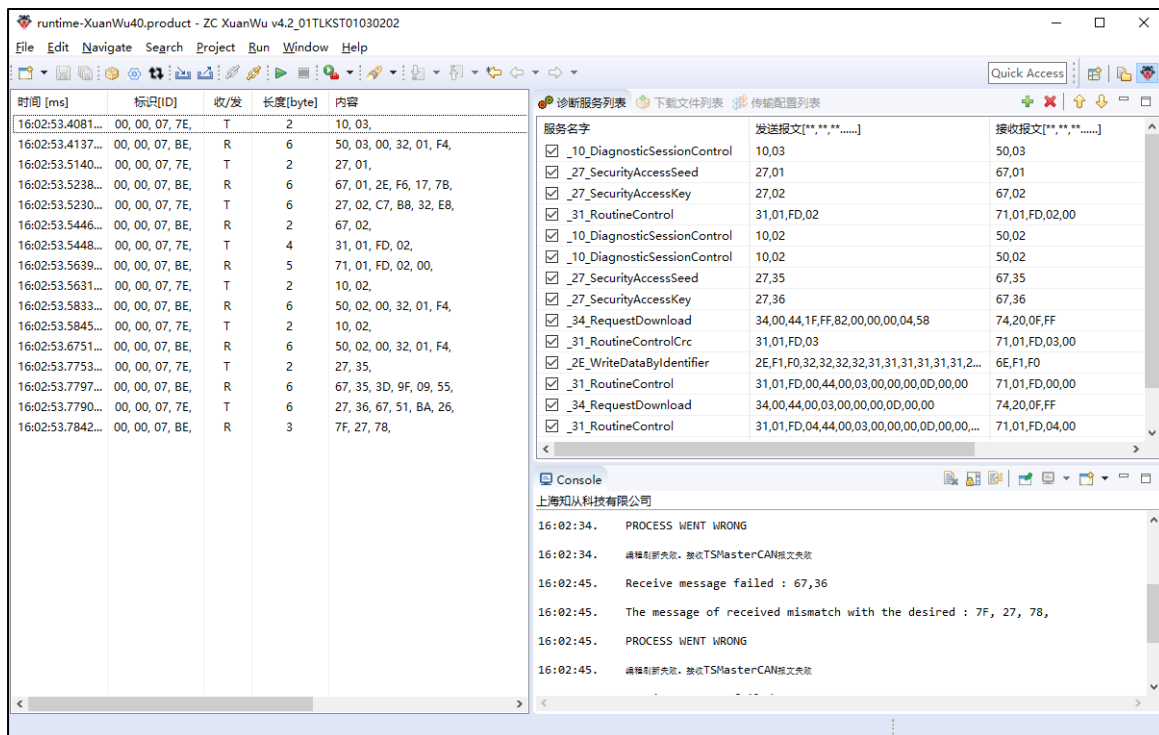 runtime-XuanWu40.product - ZC XuanWu v4.2_01TLKST01030202
File Edit Navigate Search Project Run Window Help
Quick Access
时间 [ms] 标识[ID] 收/发 长度[byte] 内容
16:02:53.4081... 00, 00, 07, 7E, T 2 10, 03,
16:02:53.4137... 00, 00, 07, BE, R 6 50, 03, 00, 32, 01, F4,
16:02:53.5140... 00, 00, 07, 7E, T 2 27, 01,
16:02:53.5238... 00, 00, 07, BE, R 6 67, 01, 2E, F6, 17, 7B,
16:02:53.5230... 00, 00, 07, 7E, T 6 27, 02, C7, B8, 32, E8,
16:02:53.5446... 00, 00, 07, BE, R 2 67, 02,
16:02:53.5448... 00, 00, 07, 7E, T 4 31, 01, FD, 02,
16:02:53.5639... 00, 00, 07, BE, R 5 71, 01, FD, 02, 00,
16:02:53.5631... 00, 00, 07, 7E, T 2 10, 02,
16:02:53.5833... 00, 00, 07, BE, R 6 50, 02, 00, 32, 01, F4,
16:02:53.5845... 00, 00, 07, 7E, T 2 10, 02,
16:02:53.6751... 00, 00, 07, BE, R 6 50, 02, 00, 32, 01, F4,
16:02:53.7753... 00, 00, 07, 7E, T 2 27, 35,
16:02:53.7797... 00, 00, 07, BE, R 6 67, 35, 3D, 9F, 09, 55,
16:02:53.7790... 00, 00, 07, 7E, T 6 27, 36, 67, 51, BA, 26,
16:02:53.7842... 00, 00, 07, BE, R 3 7F, 27, 78,
诊断服务列表 下载文件列表 传输配置列表
服务名字 发送报文[**,**,**......] 接收报文[**,**,**......]
_10_DiagnosticSessionControl 10,03 50,03
_27_SecurityAccessSeed 27,01 67,01
_27_SecurityAccessKey 27,02 67,02
_31_RoutineControl 31,01,FD,02 71,01,FD,02,00
_10_DiagnosticSessionControl 10,02 50,02
_10_DiagnosticSessionControl 10,02 50,02
_27_SecurityAccessSeed 27,35 67,35
_27_SecurityAccessKey 27,36 67,36
_34_RequestDownload 34,00,44,1F,FF,82,00,00,00,04,58 74,20,0F,FF
_31_RoutineControlCrc 31,01,FD,03 71,01,FD,03,00
_2E_WriteDataByIdentifier 2E,F1,F0,32,32,32,32,31,31,31,31,31,31,2... 6E,F1,F0
_31_RoutineControl 31,01,FD,00,44,00,03,00,00,00,0D,00,00 71,01,FD,00,00
_34_RequestDownload 34,00,44,00,03,00,00,00,0D,00,00 74,20,0F,FF
_31_RoutineControl 31,01,FD,04,44,00,03,00,00,00,0D,00,00,... 71,01,FD,04,00
Console
上海知从科技有限公司
16:02:34. PROCESS WENT WRONG
16:02:34. 编程刷新失败. 接收TSMasterCAN报文失败
16:02:45. Receive message failed : 67,36
16:02:45. The message of received mismatch with the desired : 7F, 27, 78,
16:02:45. PROCESS WENT WRONG
16:02:45. 编程刷新失败. 接收TSMasterCAN报文失败